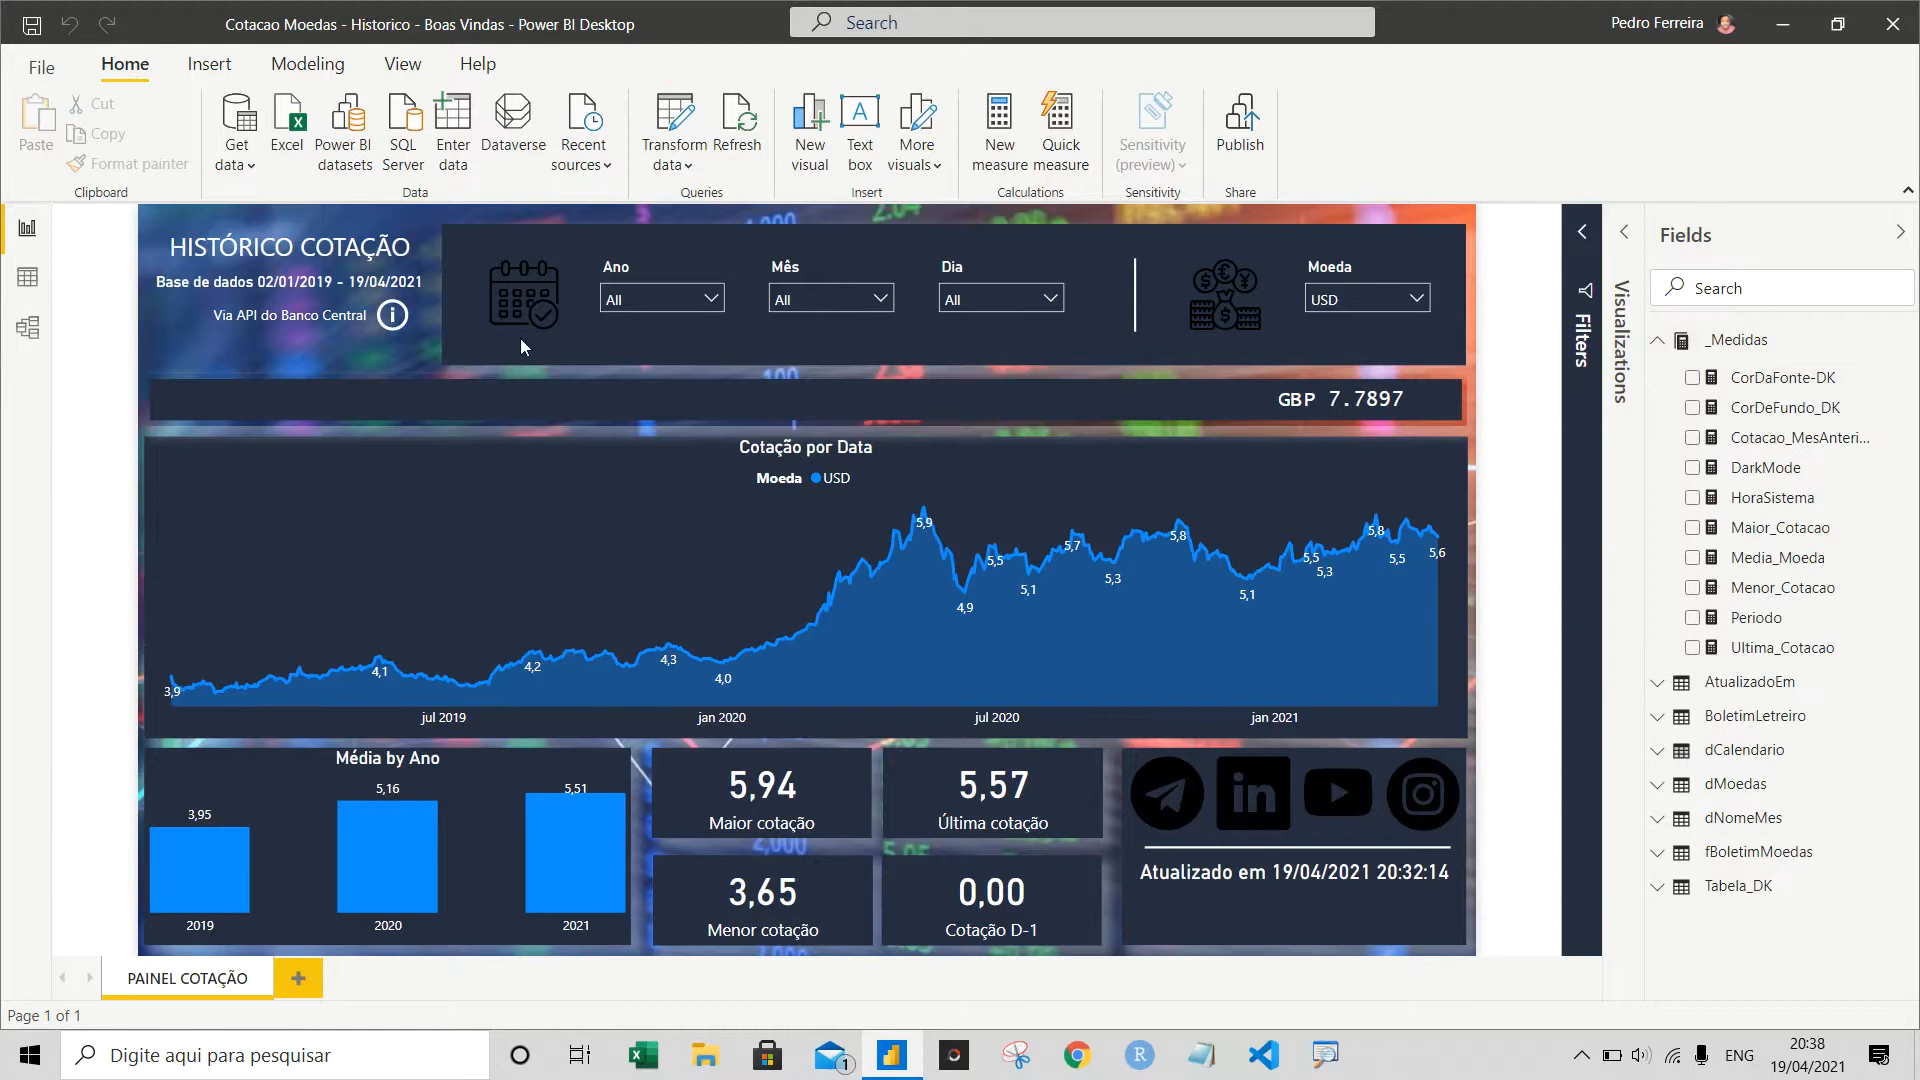 Cotacao Moedas - Historico - Boas Vindas - Power BI Desktop
Search
Pedro Ferreira
File
Home
Insert
Modeling
View
Help
Paste
Cut
Copy
Format painter
Clipboard
Get data
Excel
Power BI datasets
SQL Server
Enter data
Dataverse
Recent sources
Data
Transform data
Refresh
Queries
New visual
Text box
More visuals
Insert
New measure
Quick measure
Calculations
Sensitivity (preview)
Sensitivity
Publish
Share
HISTÓRICO COTAÇÃO
Base de dados 02/01/2019 - 19/04/2021
Via API do Banco Central
Ano
All
Mês
All
Dia
All
Moeda
USD
GBP 7.7897
Cotação por Data
Moeda USD
3,9
4,1
4,2
4,3
4,0
5,9
4,9
5,5
5,1
5,7
5,3
5,8
5,1
5,5
5,3
5,8
5,5
5,6
jul 2019
jan 2020
jul 2020
jan 2021
Média by Ano
3,95
5,16
5,51
2019
2020
2021
5,94
Maior cotação
5,57
Última cotação
3,65
Menor cotação
0,00
Cotação D-1
in
Atualizado em 19/04/2021 20:32:14
Filters
Visualizations
Fields
Search
_Medidas
CorDaFonte-DK
CorDeFundo_DK
Cotacao_MesAnteri...
DarkMode
HoraSistema
Maior_Cotacao
Media_Moeda
Menor_Cotacao
Periodo
Ultima_Cotacao
AtualizadoEm
BoletimLetreiro
dCalendario
dMoedas
dNomeMes
fBoletimMoedas
Tabela_DK
PAINEL COTAÇÃO
Page 1 of 1
Digite aqui para pesquisar
1
R
ENG
20:38
19/04/2021